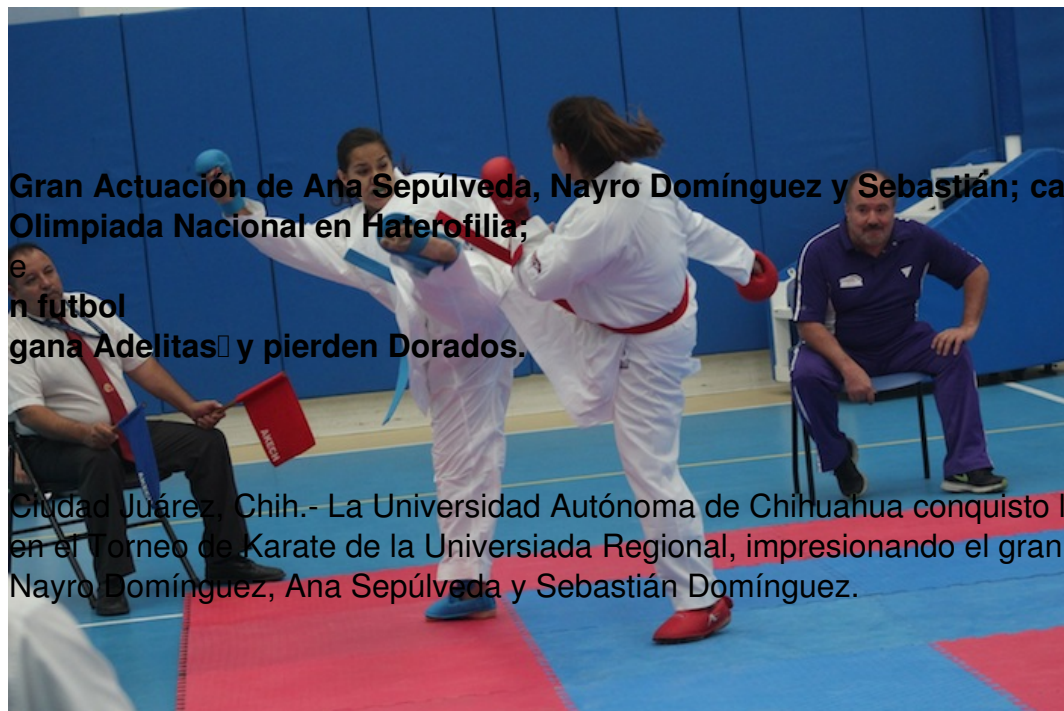 Gran Actuación de Ana Sepúlveda, Nayro Domínguez y Sebastián; ca
Olimpiada Nacional en Haterofilia;
e
n futbol
gana Adelitas y pierden Dorados.
AKECH
Ciudad Juárez, Chih.- La Universidad Autónoma de Chihuahua conquisto l
en el Torneo de Karate de la Universiada Regional, impresionando el gran
Nayro Domínguez, Ana Sepúlveda y Sebastián Domínguez.